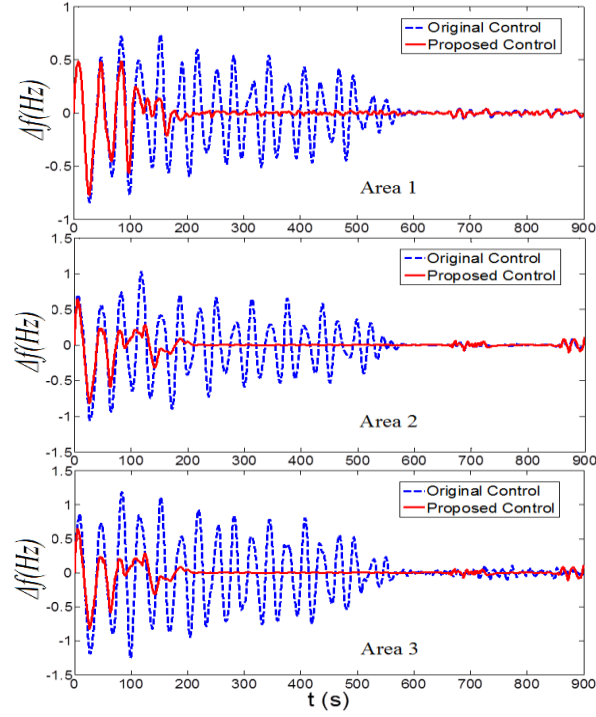 1
0.5
0
-0.5
-1
Δf(Hz)
Original Control
Proposed Control
Area 1
0 100 200 300 400 500 600 700 800 900
1.5
1
0.5
0
-0.5
-1
-1.5
Δf(Hz)
Original Control
Proposed Control
Area 2
0 100 200 300 400 500 600 700 800 900
1.5
1
0.5
0
-0.5
-1
-1.5
Δf(Hz)
Original Control
Proposed Control
Area 3
0 100 200 300 400 500 600 700 800 900
t (s)